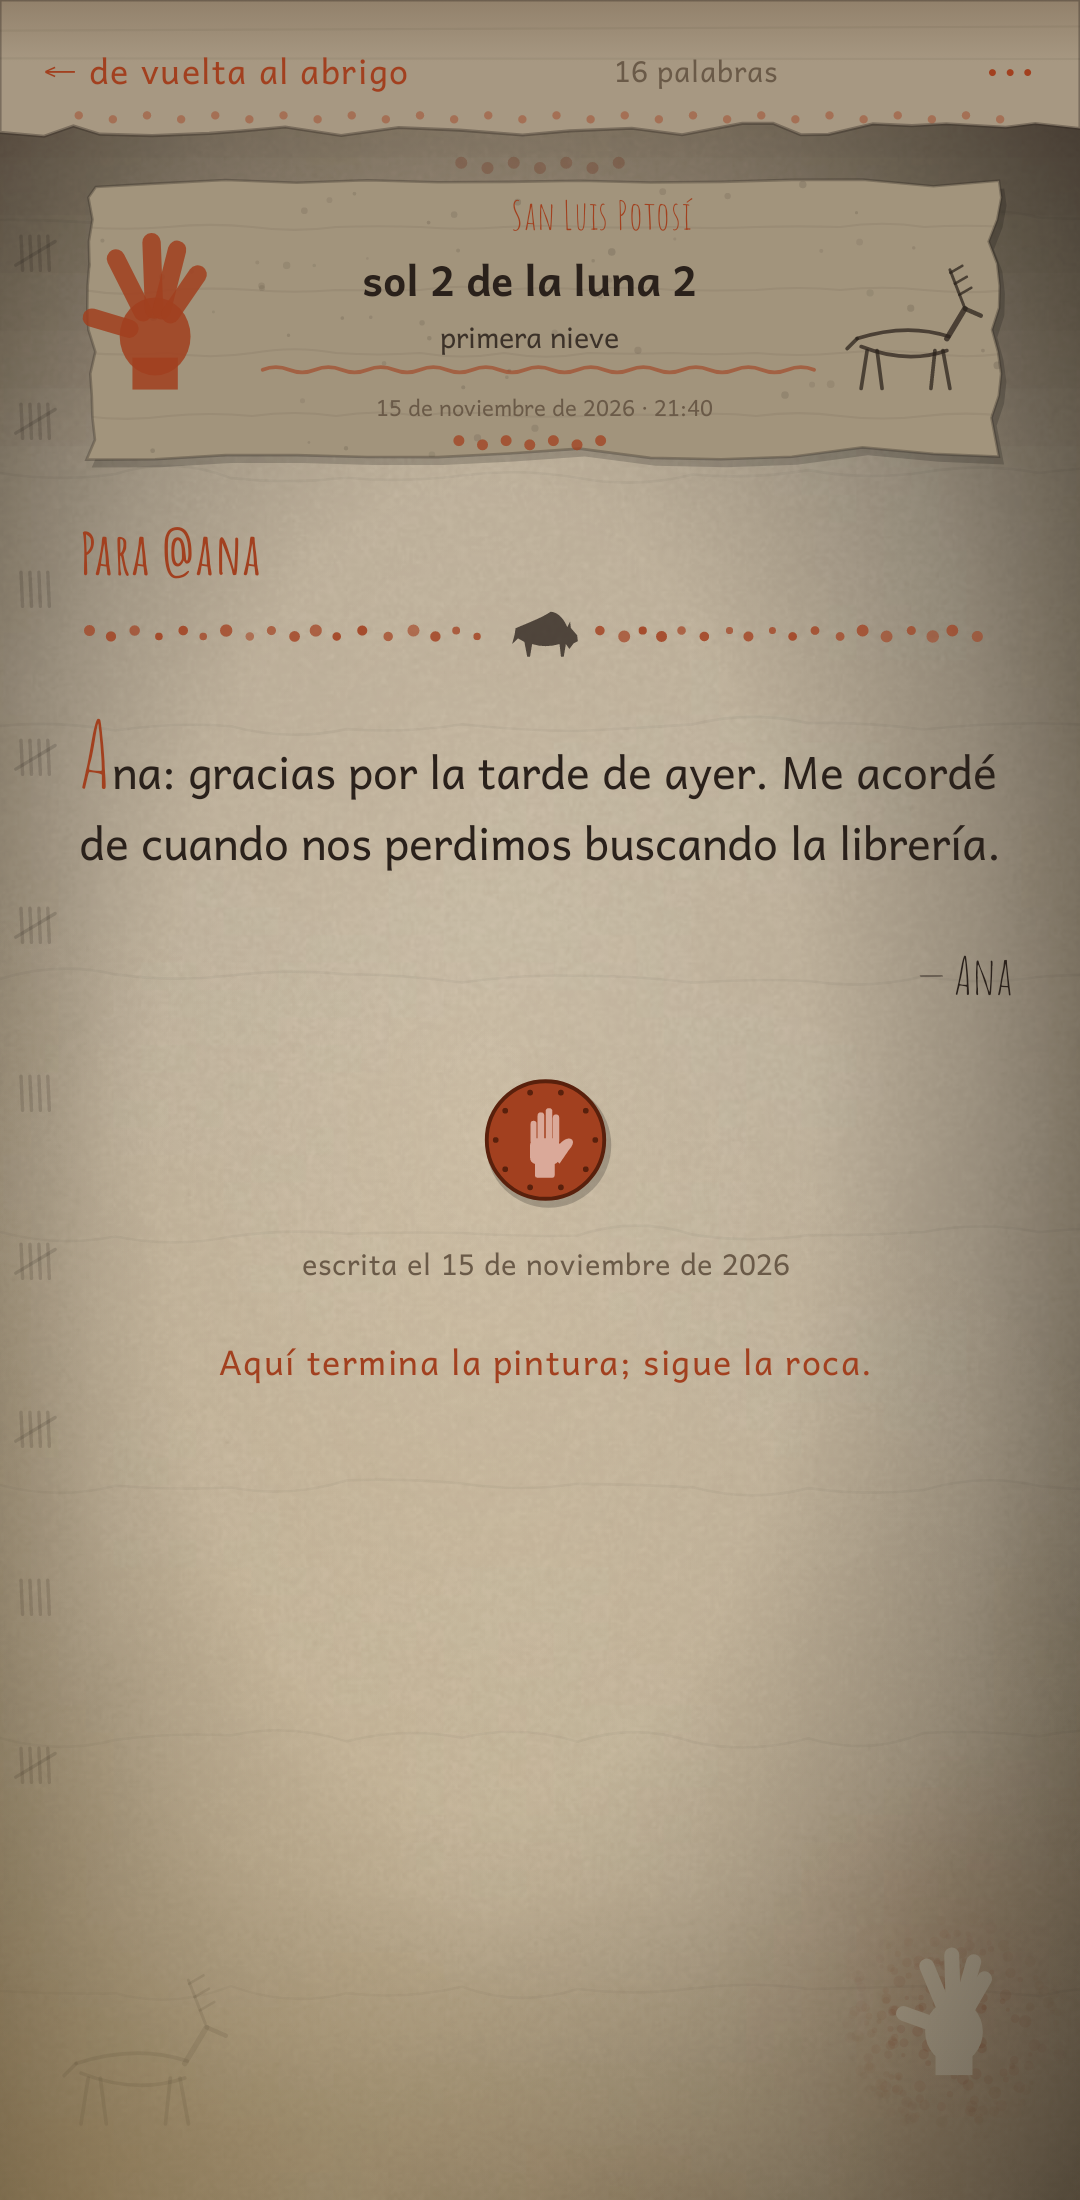 ← de vuelta al abrigo
16 palabras
•••
San Luis Potosí
sol 2 de la luna 2
primera nieve
15 de noviembre de 2026 · 21:40
Para @ana
Ana: gracias por la tarde de ayer. Me acordé
de cuando nos perdimos buscando la librería.
— Ana
escrita el 15 de noviembre de 2026
Aquí termina la pintura; sigue la roca.